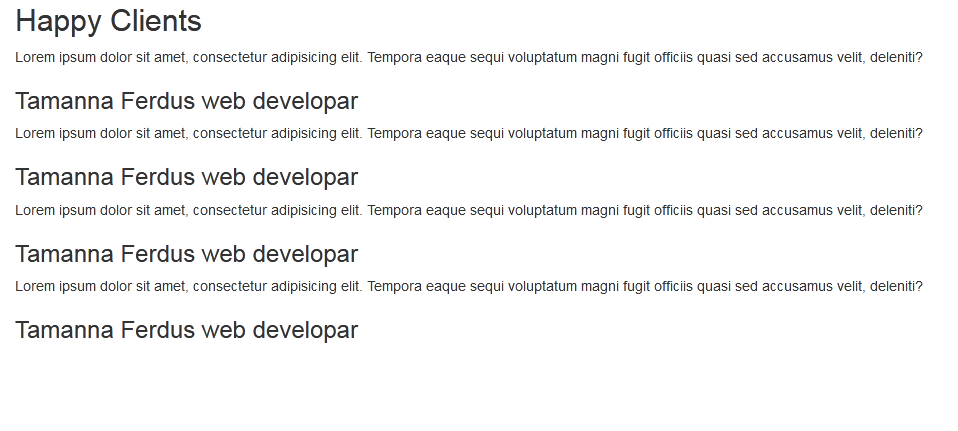 Happy Clients
Lorem ipsum dolor sit amet, consectetur adipisicing elit. Tempora eaque sequi voluptatum magni fugit officiis quasi sed accusamus velit, deleniti?
Tamanna Ferdus web developar
Lorem ipsum dolor sit amet, consectetur adipisicing elit. Tempora eaque sequi voluptatum magni fugit officiis quasi sed accusamus velit, deleniti?
Tamanna Ferdus web developar
Lorem ipsum dolor sit amet, consectetur adipisicing elit. Tempora eaque sequi voluptatum magni fugit officiis quasi sed accusamus velit, deleniti?
Tamanna Ferdus web developar
Lorem ipsum dolor sit amet, consectetur adipisicing elit. Tempora eaque sequi voluptatum magni fugit officiis quasi sed accusamus velit, deleniti?
Tamanna Ferdus web developar